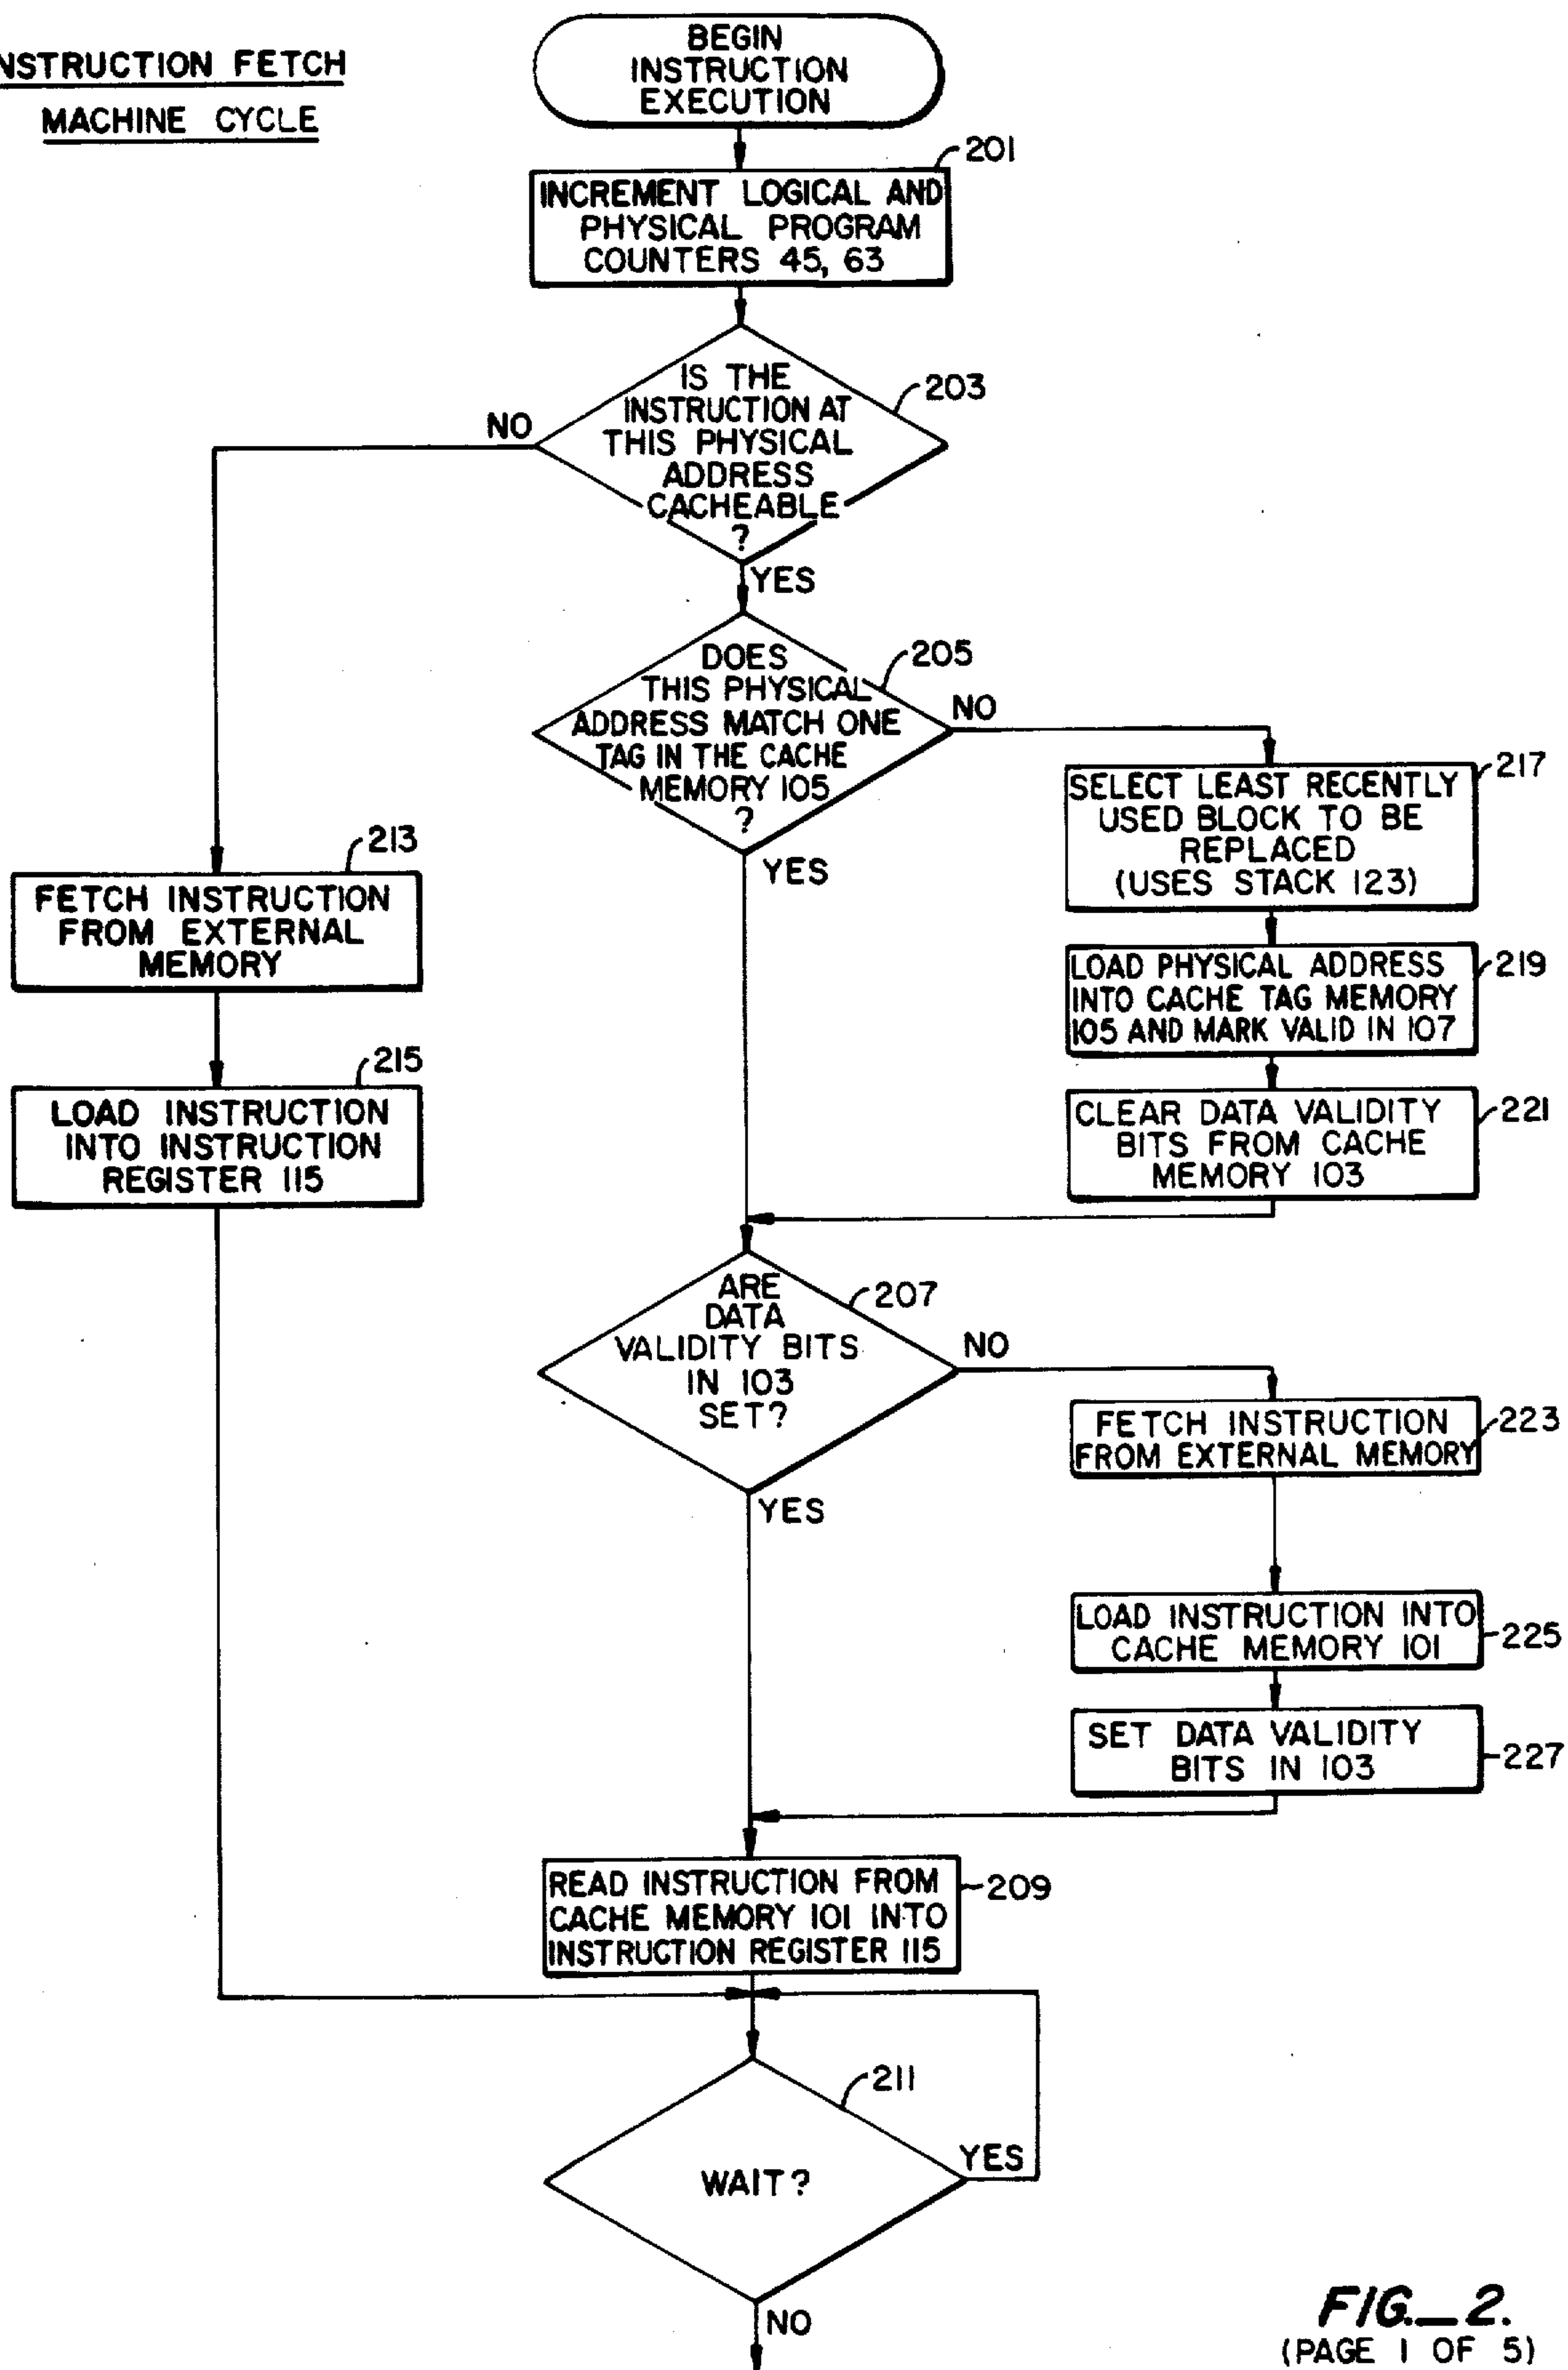 NSTRUCTION FETCH
MACHINE CYCLE
BEGIN
INSTRUCTION
EXECUTION
201
INCREMENT LOGICAL AND
PHYSICAL PROGRAM
COUNTERS 45, 63
203
IS THE
INSTRUCTION AT
THIS PHYSICAL
ADDRESS
CACHEABLE
?
NO
YES
205
DOES
THIS PHYSICAL
ADDRESS MATCH ONE
TAG IN THE CACHE
MEMORY 105
?
NO
YES
217
SELECT LEAST RECENTLY
USED BLOCK TO BE
REPLACED
(USES STACK 123)
213
FETCH INSTRUCTION
FROM EXTERNAL
MEMORY
219
LOAD PHYSICAL ADDRESS
INTO CACHE TAG MEMORY
105 AND MARK VALID IN 107
215
LOAD INSTRUCTION
INTO INSTRUCTION
REGISTER 115
221
CLEAR DATA VALIDITY
BITS FROM CACHE
MEMORY 103
207
ARE
DATA
VALIDITY BITS
IN 103
SET?
NO
YES
223
FETCH INSTRUCTION
FROM EXTERNAL MEMORY
225
LOAD INSTRUCTION INTO
CACHE MEMORY 101
227
SET DATA VALIDITY
BITS IN 103
209
READ INSTRUCTION FROM
CACHE MEMORY 101 INTO
INSTRUCTION REGISTER 115
211
WAIT?
YES
NO
FIG._2.
(PAGE 1 OF 5)